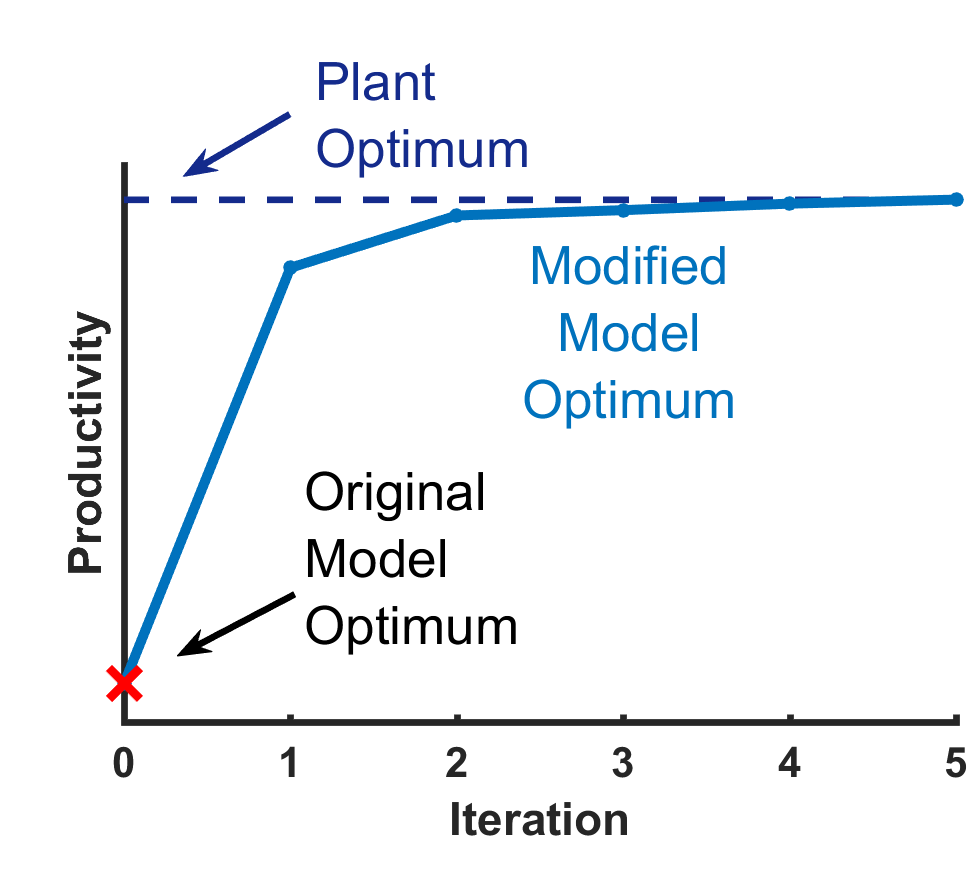 Plant
Optimum
Modified
Model
Optimum
Original
Model
Optimum
Productivity
0 1 2 3 4 5
Iteration